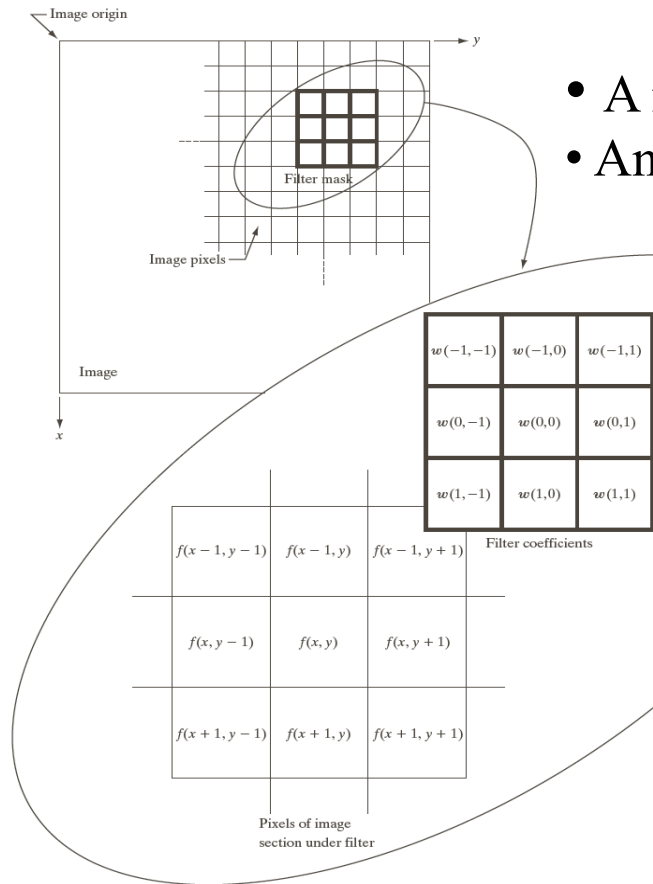 Image origin
y
• A
• An
Filter mask
Image pixels
Image
x
w(−1,−1) w(−1,0) w(−1,1)
w(0,−1) w(0,0) w(0,1)
w(1,−1) w(1,0) w(1,1)
Filter coefficients
f(x − 1, y − 1) f(x − 1, y) f(x − 1, y + 1)
f(x, y − 1) f(x, y) f(x, y + 1)
f(x + 1, y − 1) f(x + 1, y) f(x + 1, y + 1)
Pixels of image
section under filter